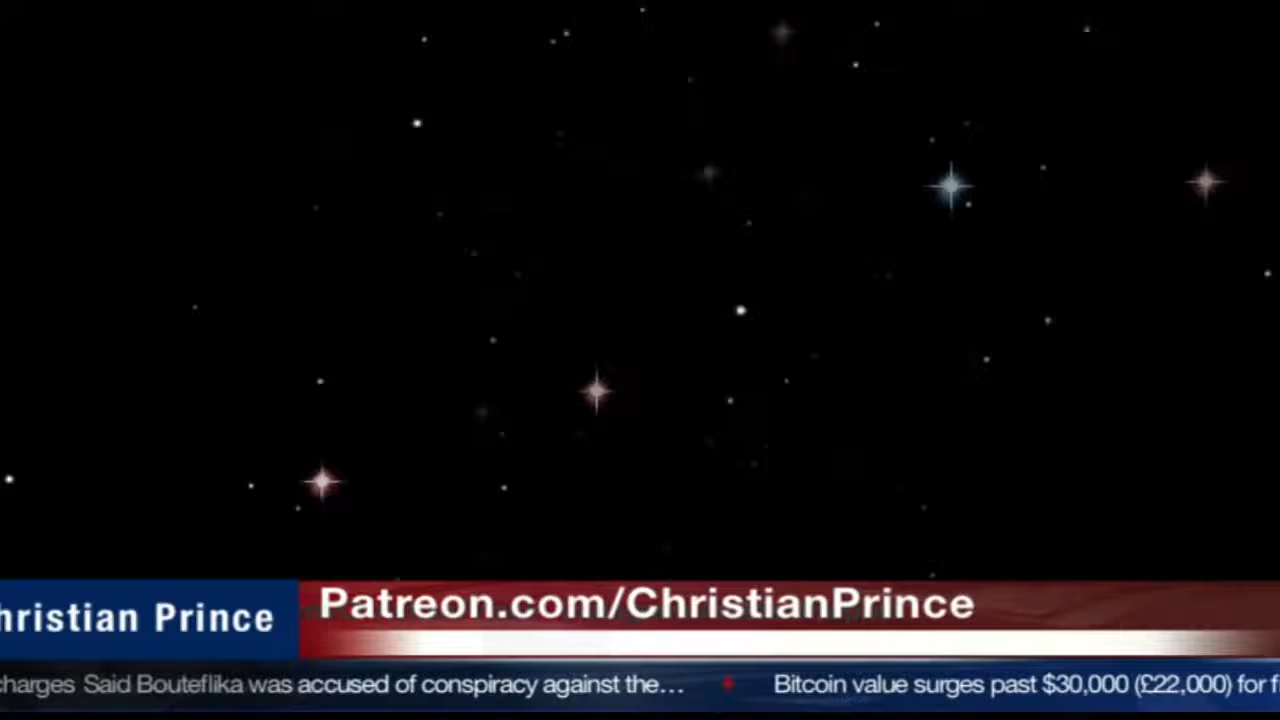 Patreon.com/ChristianPrince
hristian Prince
charges Said Bouteflika was accused of conspiracy against the... Bitcoin value surges past $30,000 (£22,000) for f